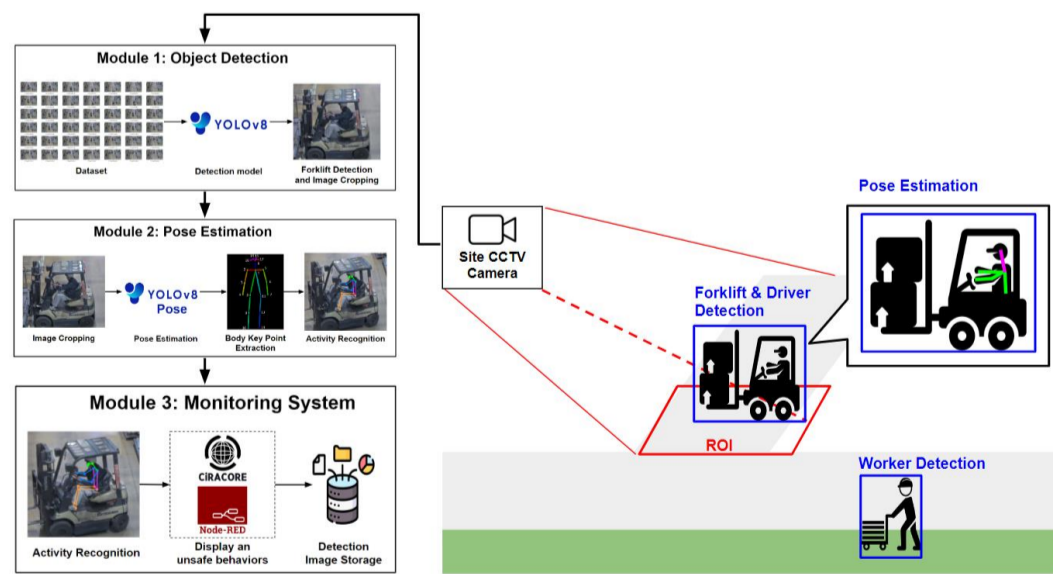 Module 1: Object Detection
YOLOv8
Dataset
Detection model
Forklift Detection
and Image Cropping
Module 2: Pose Estimation
YOLOv8
Pose
Image Cropping
Pose Estimation
Body Key Point
Extraction
Activity Recognition
Module 3: Monitoring System
CiRACORE
Node-RED
Activity Recognition
Display an
unsafe behaviors
Detection
Image Storage
Site CCTV
Camera
Pose Estimation
Forklift & Driver
Detection
ROI
Worker Detection